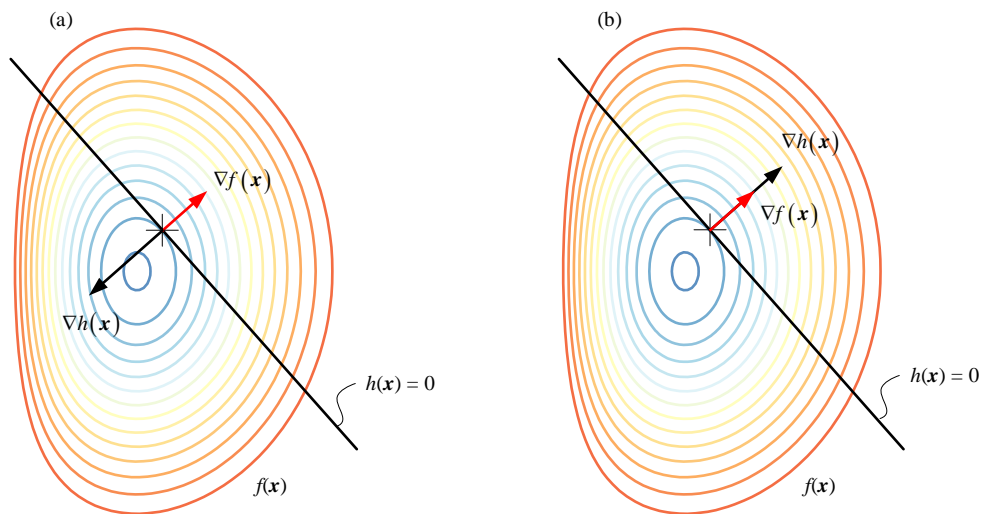 (a)
∇f(x)
∇h(x)
h(x) = 0
f(x)
(b)
∇h(x)
∇f(x)
h(x) = 0
f(x)